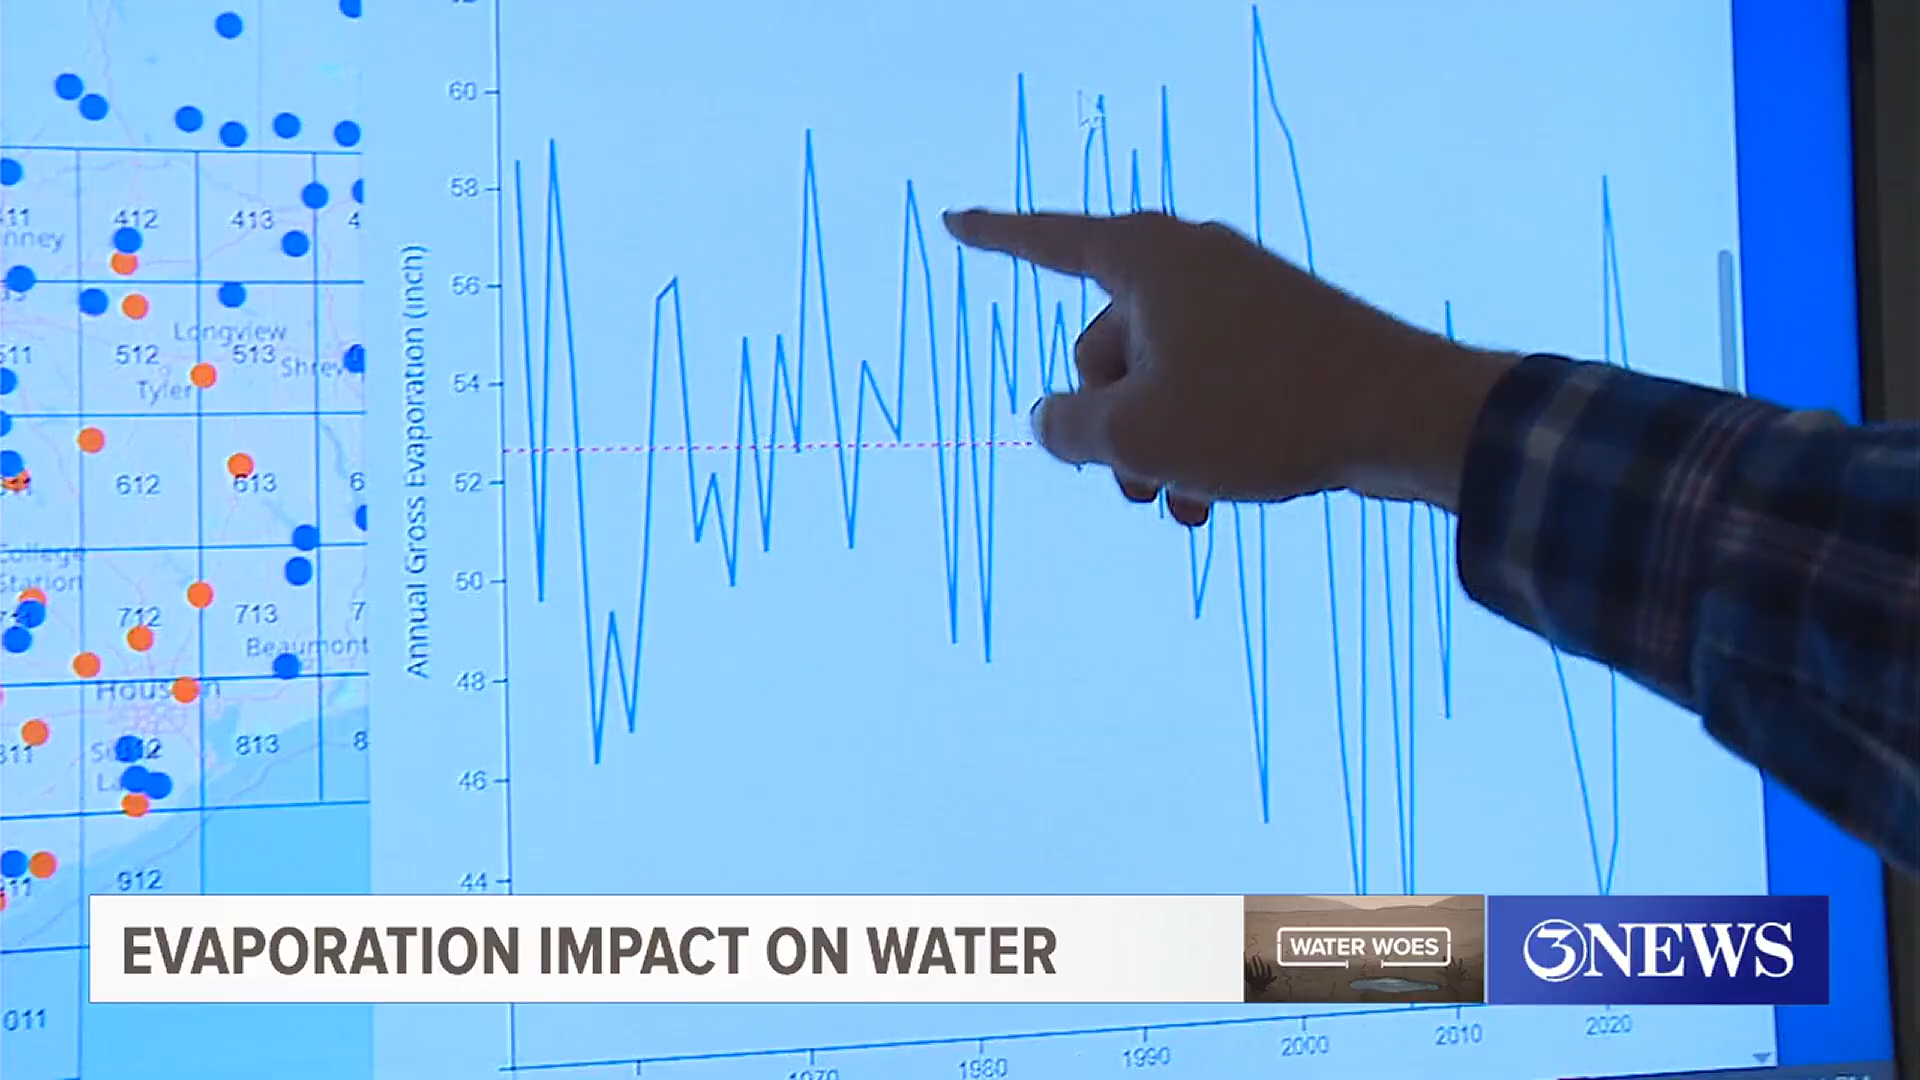 60
58
56
54
52
50
48
46
44
Annual Gross Evaporation (inch)
1970
1980
1990
2000
2010
2020
412
413
512
Longview
513
Tyler
612
613
College
Station
712
713
Beaumont
Houston
812
813
912
EVAPORATION IMPACT ON WATER
WATER WOES
3NEWS